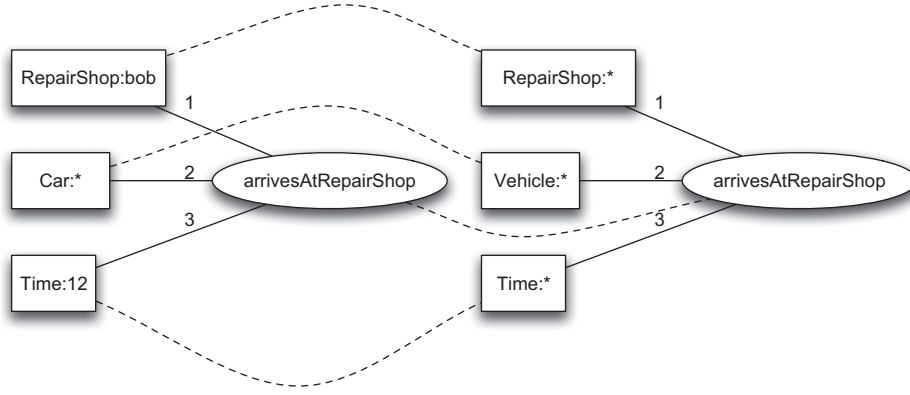 RepairShop:bob
RepairShop:*
1
1
Car:*
2
arrivesAtRepairShop
Vehicle:*
2
arrivesAtRepairShop
3
3
Time:12
Time:*